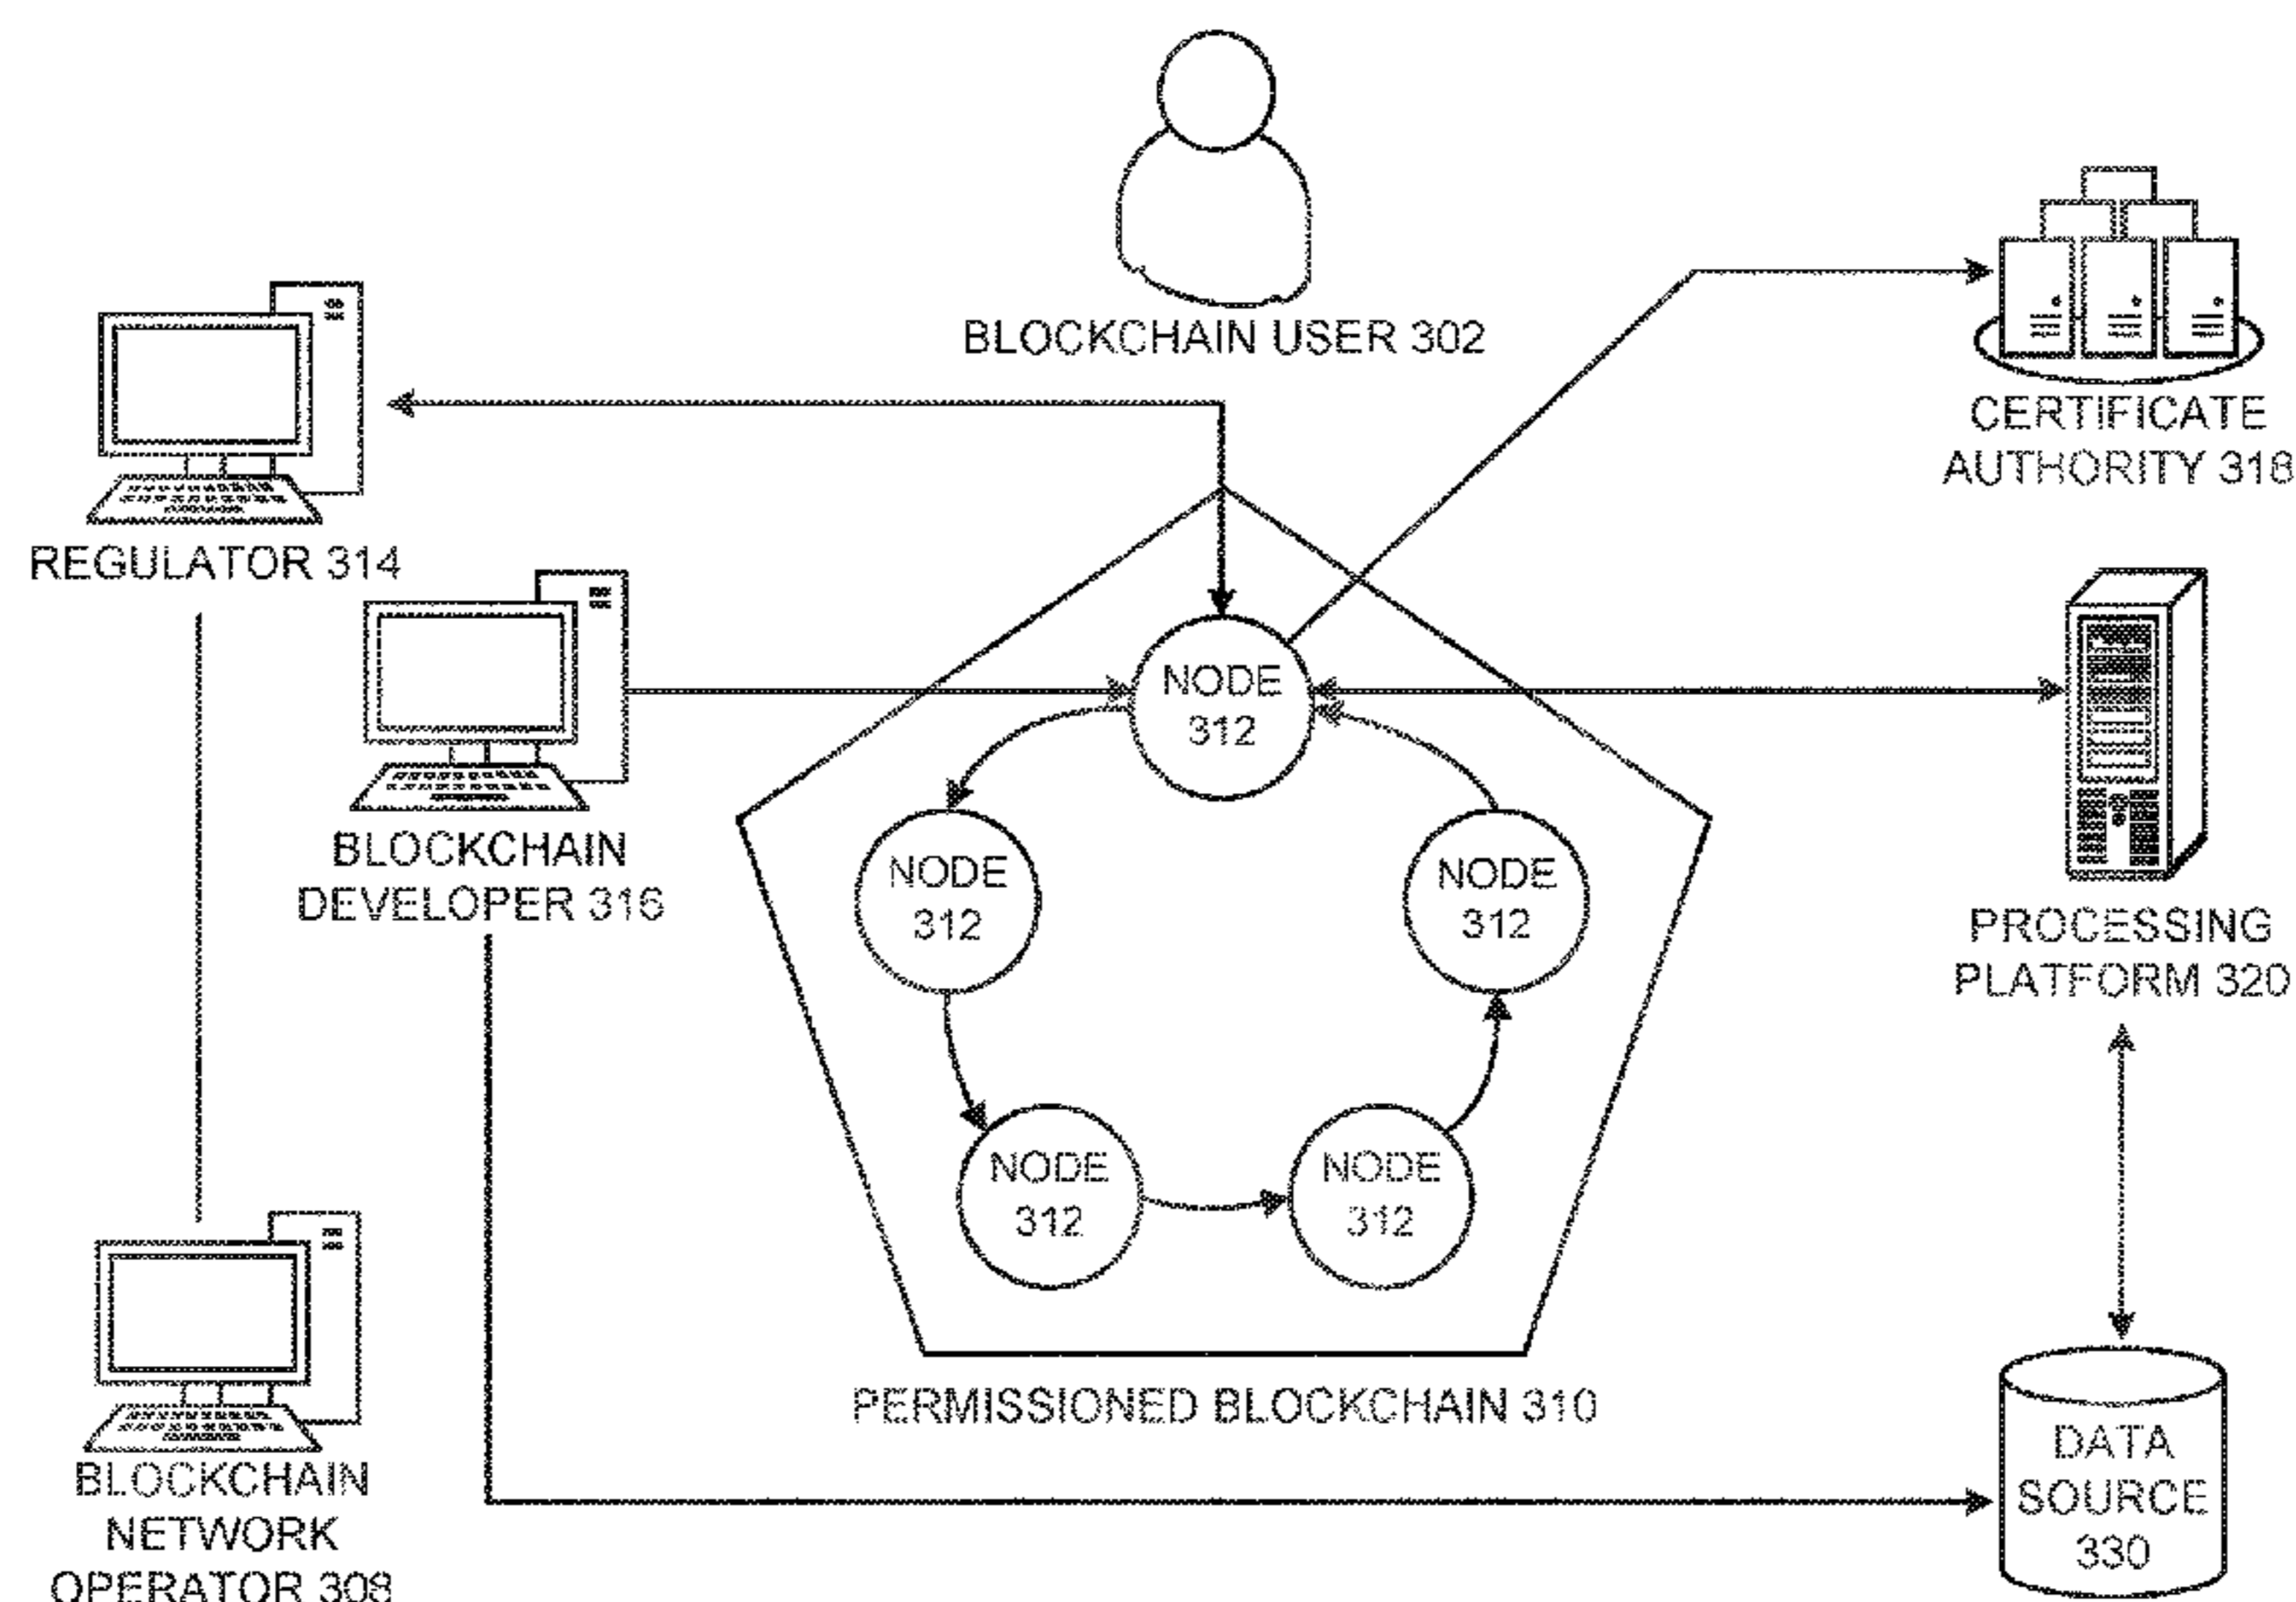 BLOCKCHAIN USER 302
CERTIFICATE
AUTHORITY 318
REGULATOR 314
NODE
312
BLOCKCHAIN
DEVELOPER 316
NODE
312
NODE
312
PROCESSING
PLATFORM 320
NODE
312
NODE
312
PERMISSIONED BLOCKCHAIN 310
BLOCKCHAIN
NETWORK
OPERATOR 308
DATA
SOURCE
330